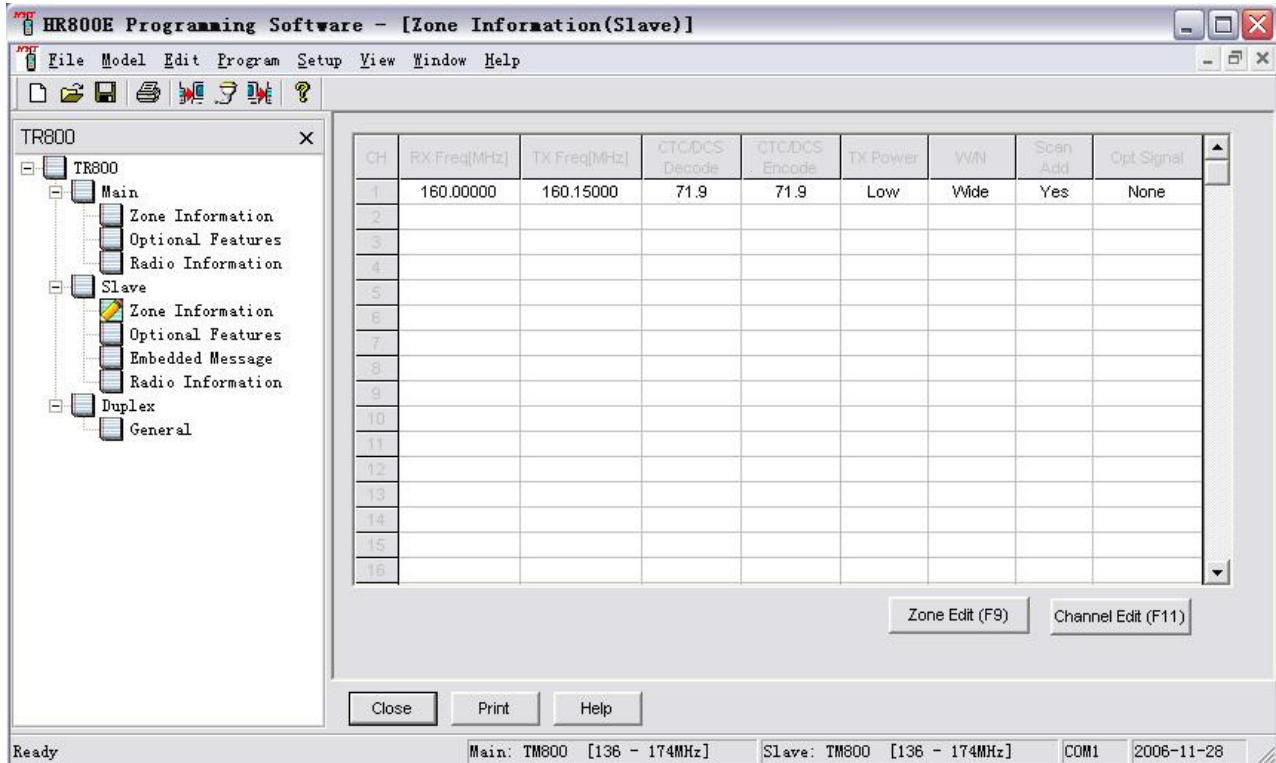 HR800E Programming Software - [Zone Information(Slave)]
File Model Edit Program Setup View Window Help
TR800
TR800
Main
Zone Information
Optional Features
Radio Information
Slave
Zone Information
Optional Features
Embedded Message
Radio Information
Duplex
General
CH RX Freq[MHz] TX Freq[MHz] CTC/DCS Decode CTC/DCS Encode TX Power W/N Scan Add Opt Signal
1 160.00000 160.15000 71.9 71.9 Low Wide Yes None
2
3
4
5
6
7
8
9
10
11
12
13
14
15
16
Zone Edit (F9) Channel Edit (F11)
Close Print Help
Ready Main: TM800 [136 - 174MHz] Slave: TM800 [136 - 174MHz] COM1 2006-11-28